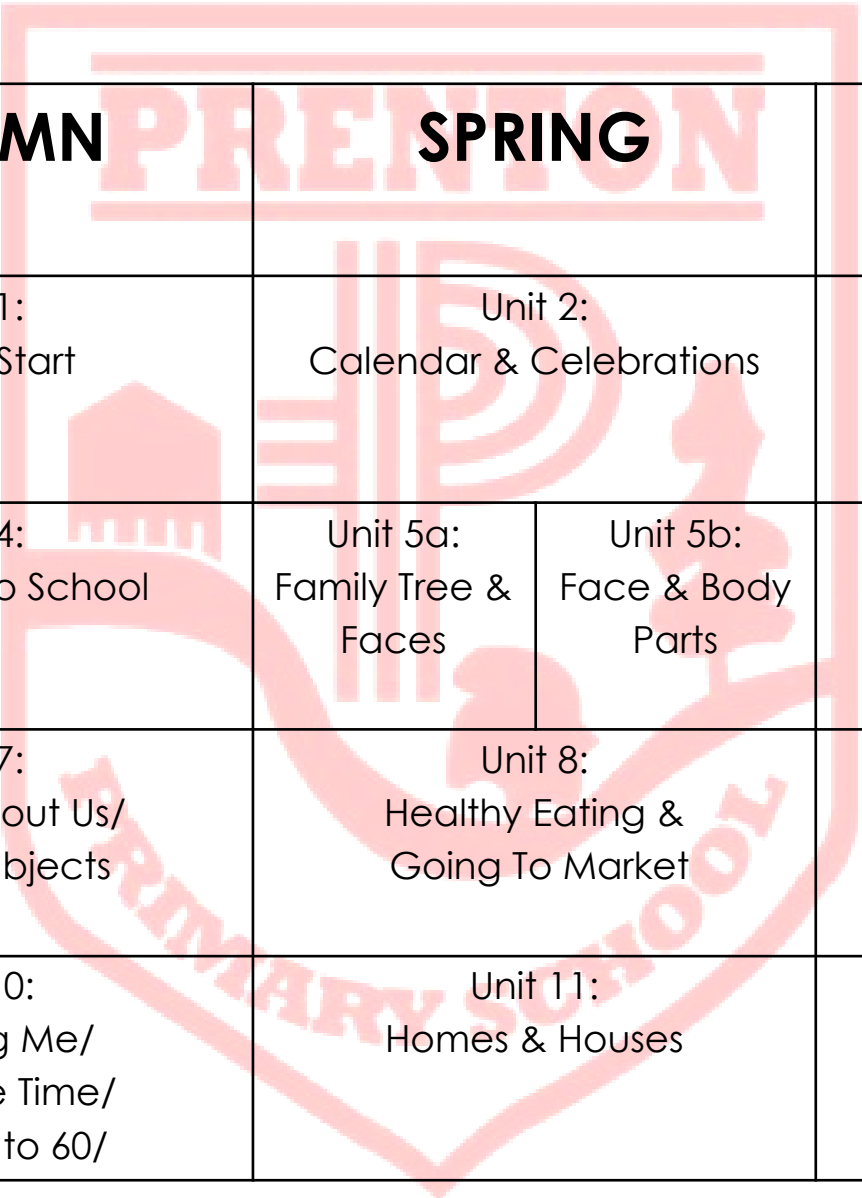 PRENTON
MN
SPRING
1:
Start
Unit 2:
Calendar & Celebrations
4:
o School
Unit 5a:
Family Tree &
Faces
Unit 5b:
Face & Body
Parts
7:
out Us/
bjects
Unit 8:
Healthy Eating &
Going To Market
0:
g Me/
e Time/
to 60/
Unit 11:
Homes & Houses
PRIMARY SCHOOL